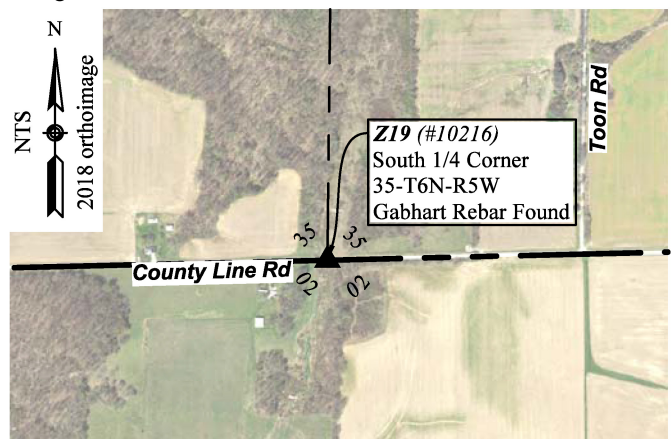 N
NTS
2018 orthoimage
Toon Rd
Z19 (#10216)
South 1/4 Corner
35-T6N-R5W
Gabhart Rebar Found
35
35
County Line Rd
02
02